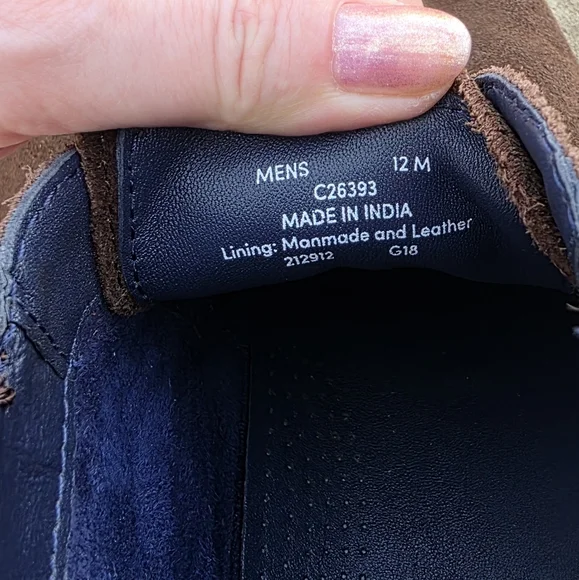 MENS 12 M
C26393
MADE IN INDIA
Lining: Manmade and Leather
212912 G18